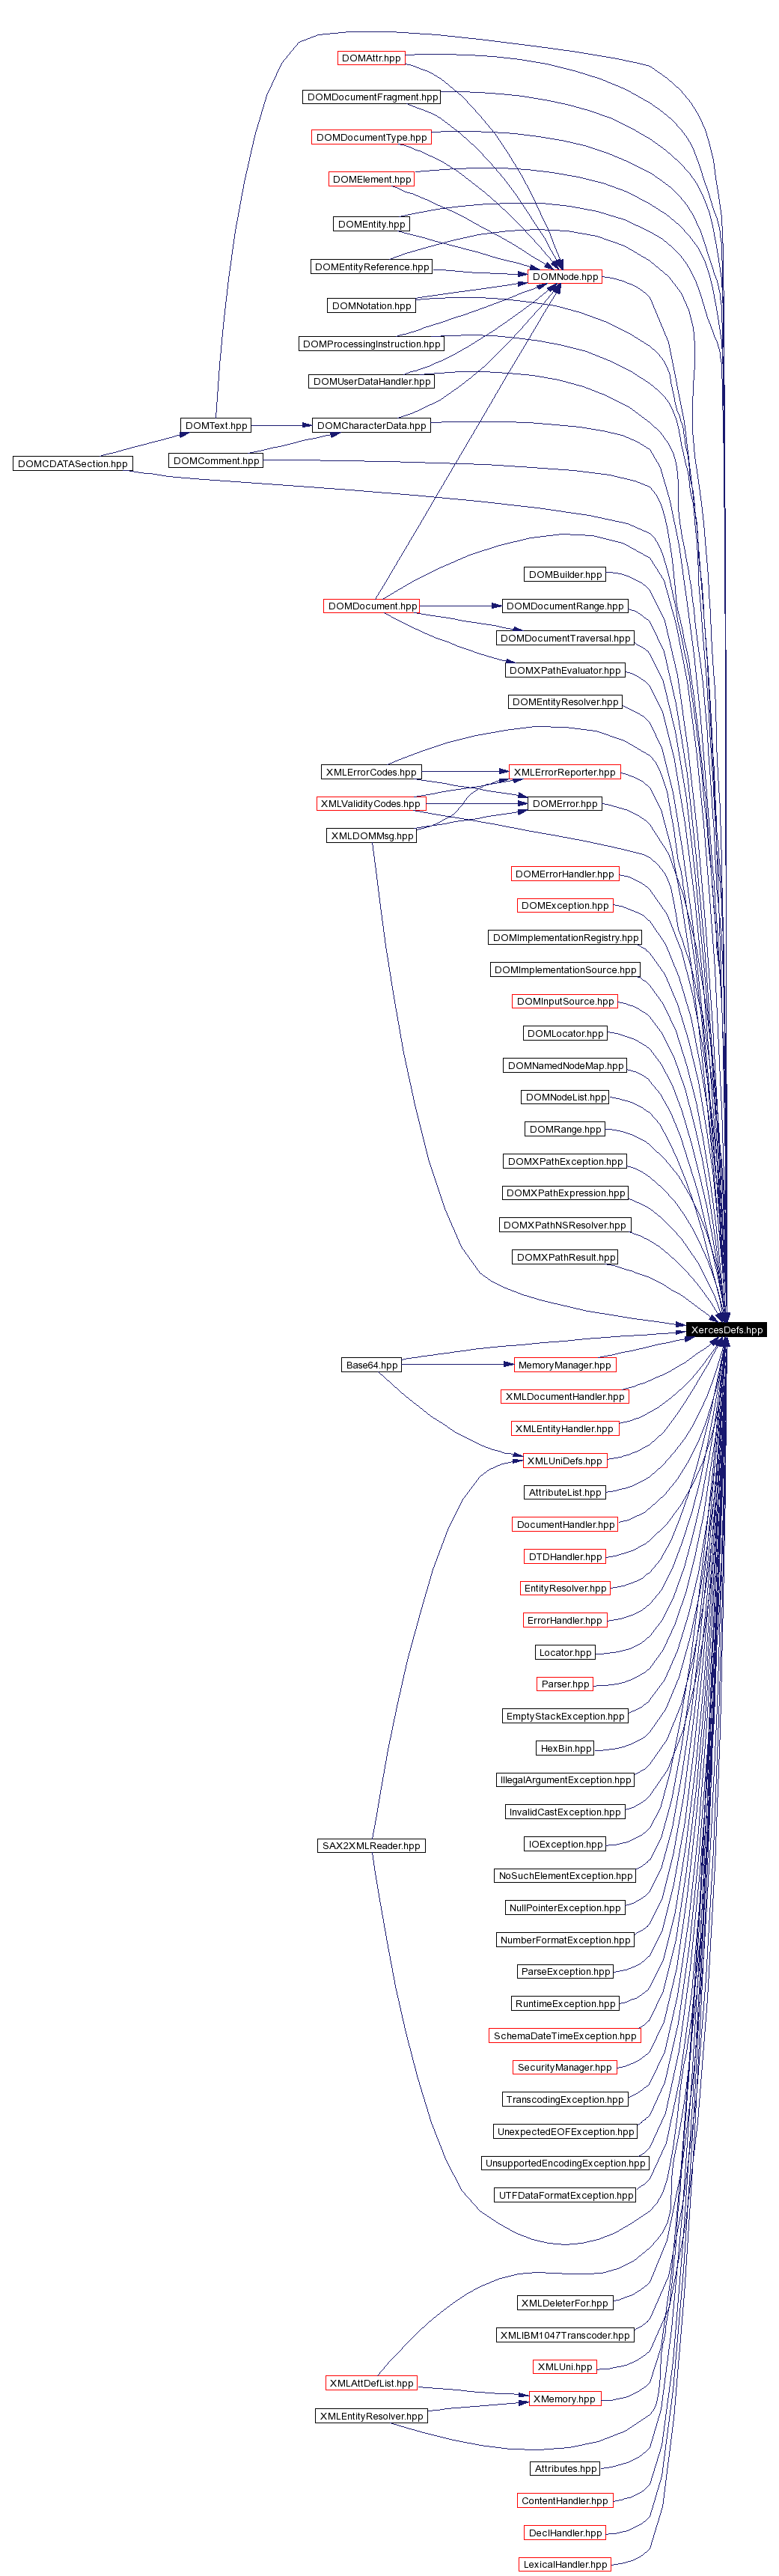 DOMAttr.hpp
DOMDocumentFragment.hpp
DOMDocumentType.hpp
DOMElement.hpp
DOMEntity.hpp
DOMEntityReference.hpp
DOMNode.hpp
DOMNotation.hpp
DOMProcessingInstruction.hpp
DOMUserDataHandler.hpp
DOMText.hpp
DOMCharacterData.hpp
DOMComment.hpp
DOMCDATASection.hpp
DOMBuilder.hpp
DOMDocument.hpp
DOMDocumentRange.hpp
DOMDocumentTraversal.hpp
DOMXPathEvaluator.hpp
DOMEntityResolver.hpp
XMLErrorCodes.hpp
XMLErrorReporter.hpp
XMLValidityCodes.hpp
DOMError.hpp
XMLDOMMsg.hpp
DOMErrorHandler.hpp
DOMException.hpp
DOMImplementationRegistry.hpp
DOMImplementationSource.hpp
DOMInputSource.hpp
DOMLocator.hpp
DOMNamedNodeMap.hpp
DOMNodeList.hpp
DOMRange.hpp
DOMXPathException.hpp
DOMXPathExpression.hpp
DOMXPathNSResolver.hpp
DOMXPathResult.hpp
XercesDefs.hpp
Base64.hpp
MemoryManager.hpp
XMLDocumentHandler.hpp
XMLEntityHandler.hpp
XMLUniDefs.hpp
AttributeList.hpp
DocumentHandler.hpp
DTDHandler.hpp
EntityResolver.hpp
ErrorHandler.hpp
Locator.hpp
Parser.hpp
EmptyStackException.hpp
HexBin.hpp
IllegalArgumentException.hpp
InvalidCastException.hpp
IOException.hpp
SAX2XMLReader.hpp
NoSuchElementException.hpp
NullPointerException.hpp
NumberFormatException.hpp
ParseException.hpp
RuntimeException.hpp
SchemaDateTimeException.hpp
SecurityManager.hpp
TranscodingException.hpp
UnexpectedEOFException.hpp
UnsupportedEncodingException.hpp
UTFDataFormatException.hpp
XMLDeleterFor.hpp
XMLIBM1047Transcoder.hpp
XMLUni.hpp
XMLAttDefList.hpp
XMemory.hpp
XMLEntityResolver.hpp
Attributes.hpp
ContentHandler.hpp
DeclHandler.hpp
LexicalHandler.hpp